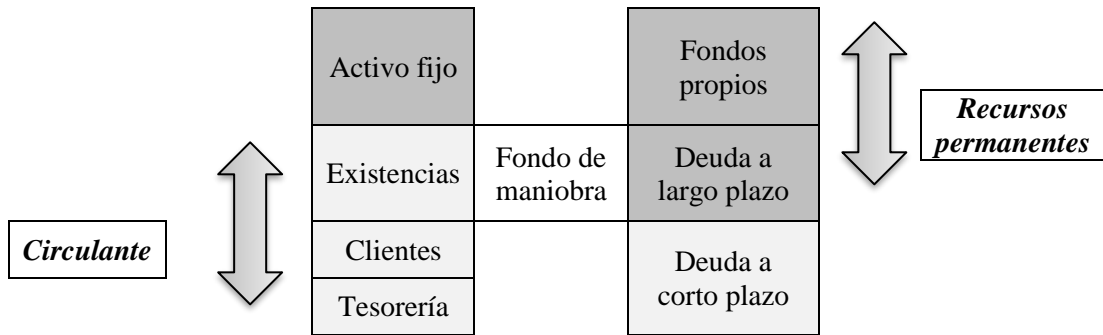 Activo fijo
Fondos
propios
Recursos
permanentes
Existencias
Fondo de
maniobra
Deuda a
largo plazo
Circulante
Clientes
Tesorería
Deuda a
corto plazo